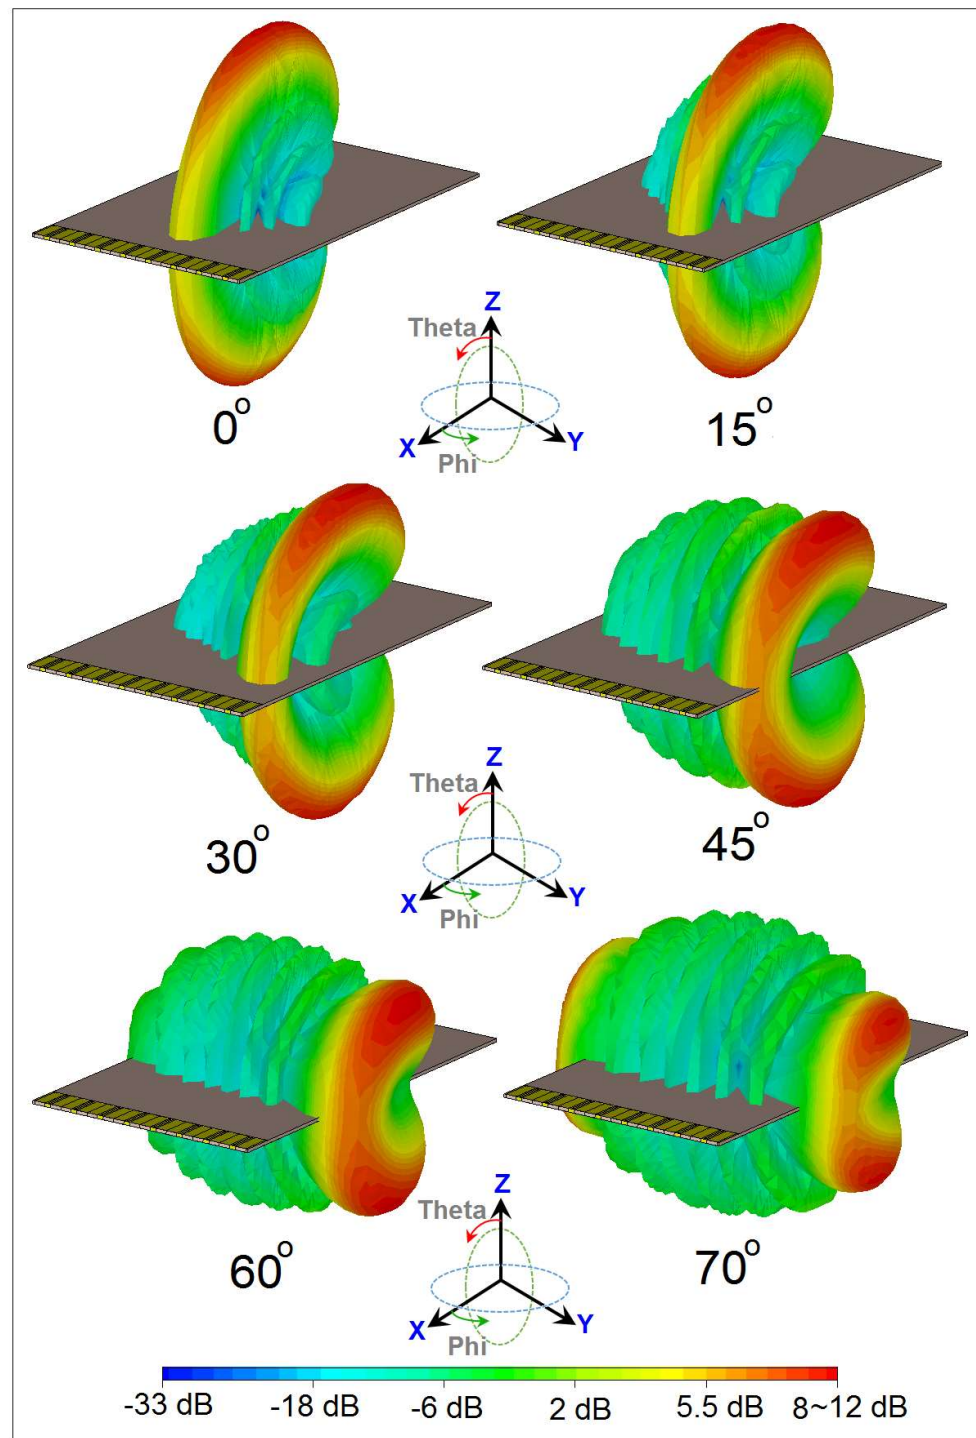 Z
Theta
X
Phi
Y
0°
15°
Z
Theta
X
Phi
Y
30°
45°
Z
Theta
X
Phi
Y
60°
70°
-33 dB -18 dB -6 dB 2 dB 5.5 dB 8~12 dB